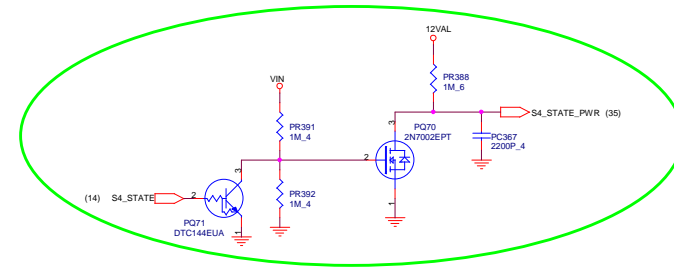 12VAL
PR388
1M_6
VIN
3
S4_STATE_PWR (35)
PR391
1M_4
PQ70
2N7002EPT
PC367
2200P_4
2
3
1
(14) S4_STATE
2
PR392
1M_4
PQ71
DTC144EUA
1